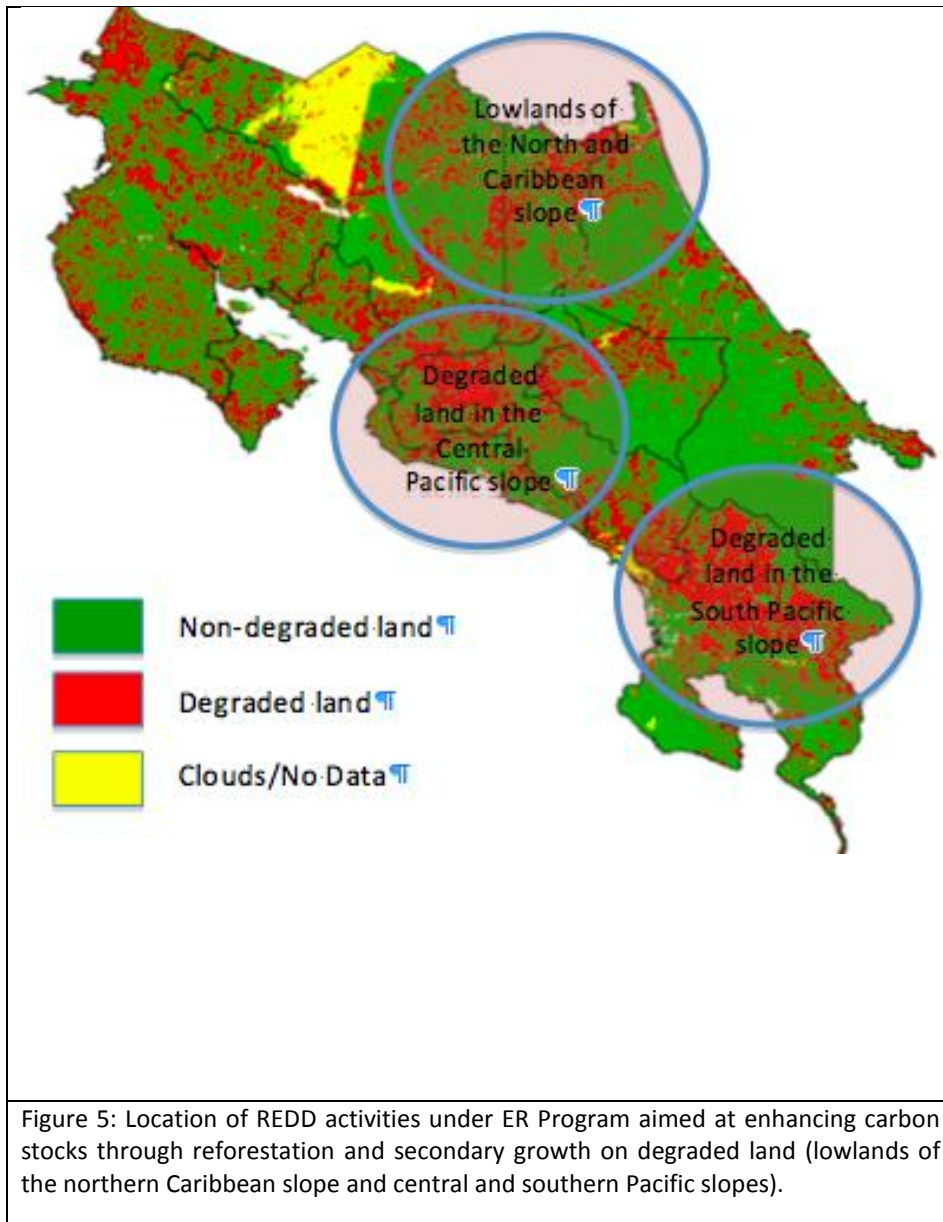 Lowlands of
the North and
Caribbean
slope¶
Degraded
land in the
Central
Pacific slope¶
Degraded
land in the
South Pacific
slope¶
Non-degraded land¶
Degraded land¶
Clouds/No Data¶
Figure 5: Location of REDD activities under ER Program aimed at enhancing carbon
stocks through reforestation and secondary growth on degraded land (lowlands of
the northern Caribbean slope and central and southern Pacific slopes).